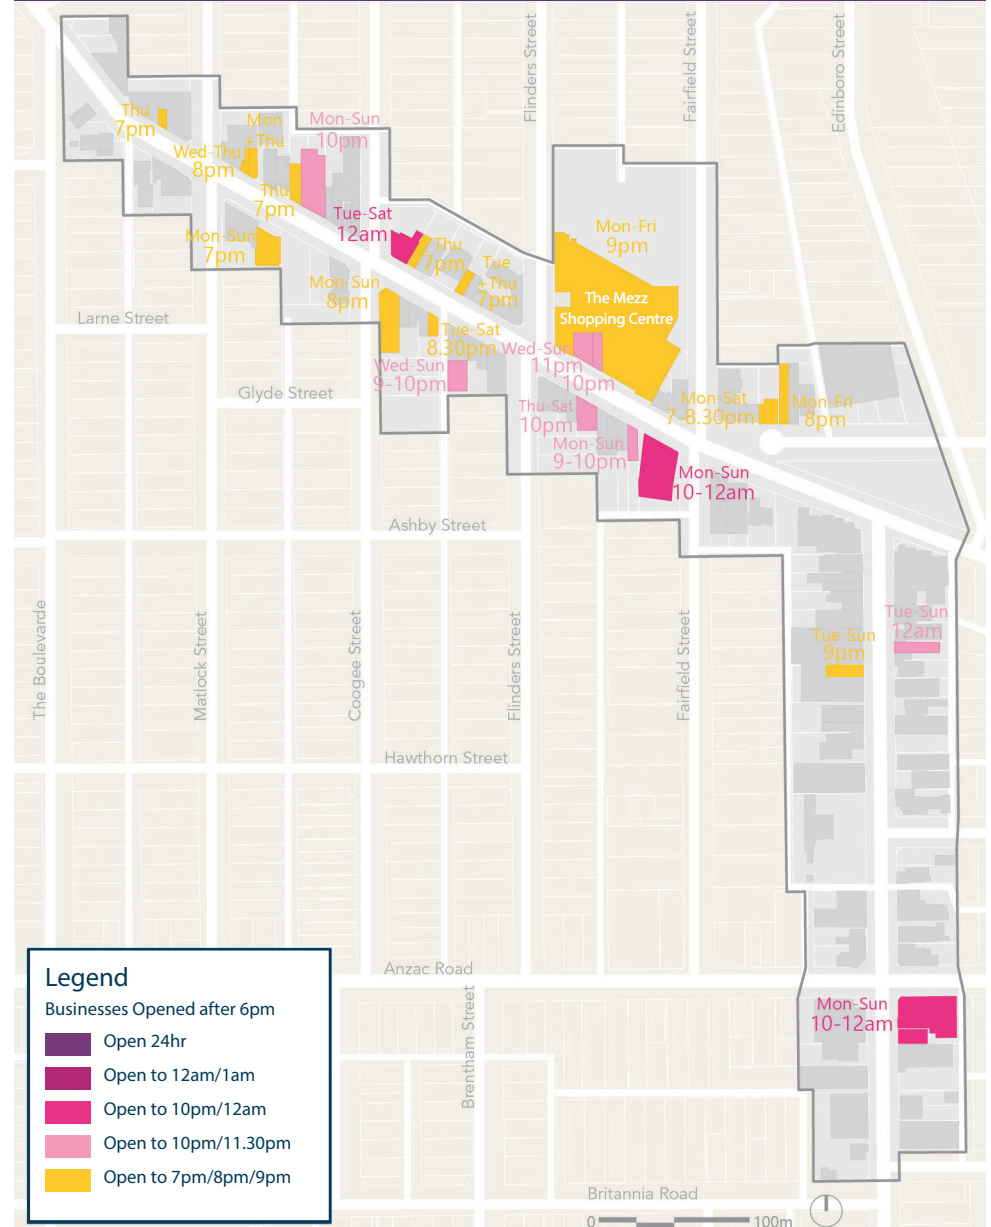 Flinders Street
Fairfield Street
Edinboro Street
Thu
7pm
Mon
+Thu
Mon-Sun
10pm
Wed-Thu
8pm
Thu
7pm
Tue-Sat
12am
Mon-Sun
7pm
Thu
7pm
Tue
+Thu
7pm
Mon-Fri
9pm
Mon-Sun
8pm
The Mezz
Shopping Centre
Larne Street
Tue-Sat
8.30pm
Wed-Sun
11pm
10pm
Wed-Sun
9-10pm
Glyde Street
Thu-Sat
10pm
Mon-Sat
7-8.30pm
Mon-Fri
8pm
Mon-Sun
9-10pm
Mon-Sun
10-12am
Ashby Street
The Boulevarde
Matlock Street
Coogee Street
Flinders Street
Fairfield Street
Tue-Sun
12am
Tue-Sun
9pm
Hawthorn Street
Anzac Road
Brentham Street
Mon-Sun
10-12am
Legend
Businesses Opened after 6pm
Open 24hr
Open to 12am/1am
Open to 10pm/12am
Open to 10pm/11.30pm
Open to 7pm/8pm/9pm
Britannia Road
0 100m